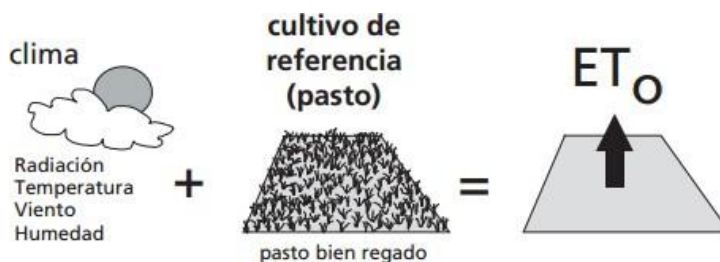 clima
Radiación
Temperatura
Viento
Humedad
+
cultivo de
referencia
(pasto)
pasto bien regado
=
ETo